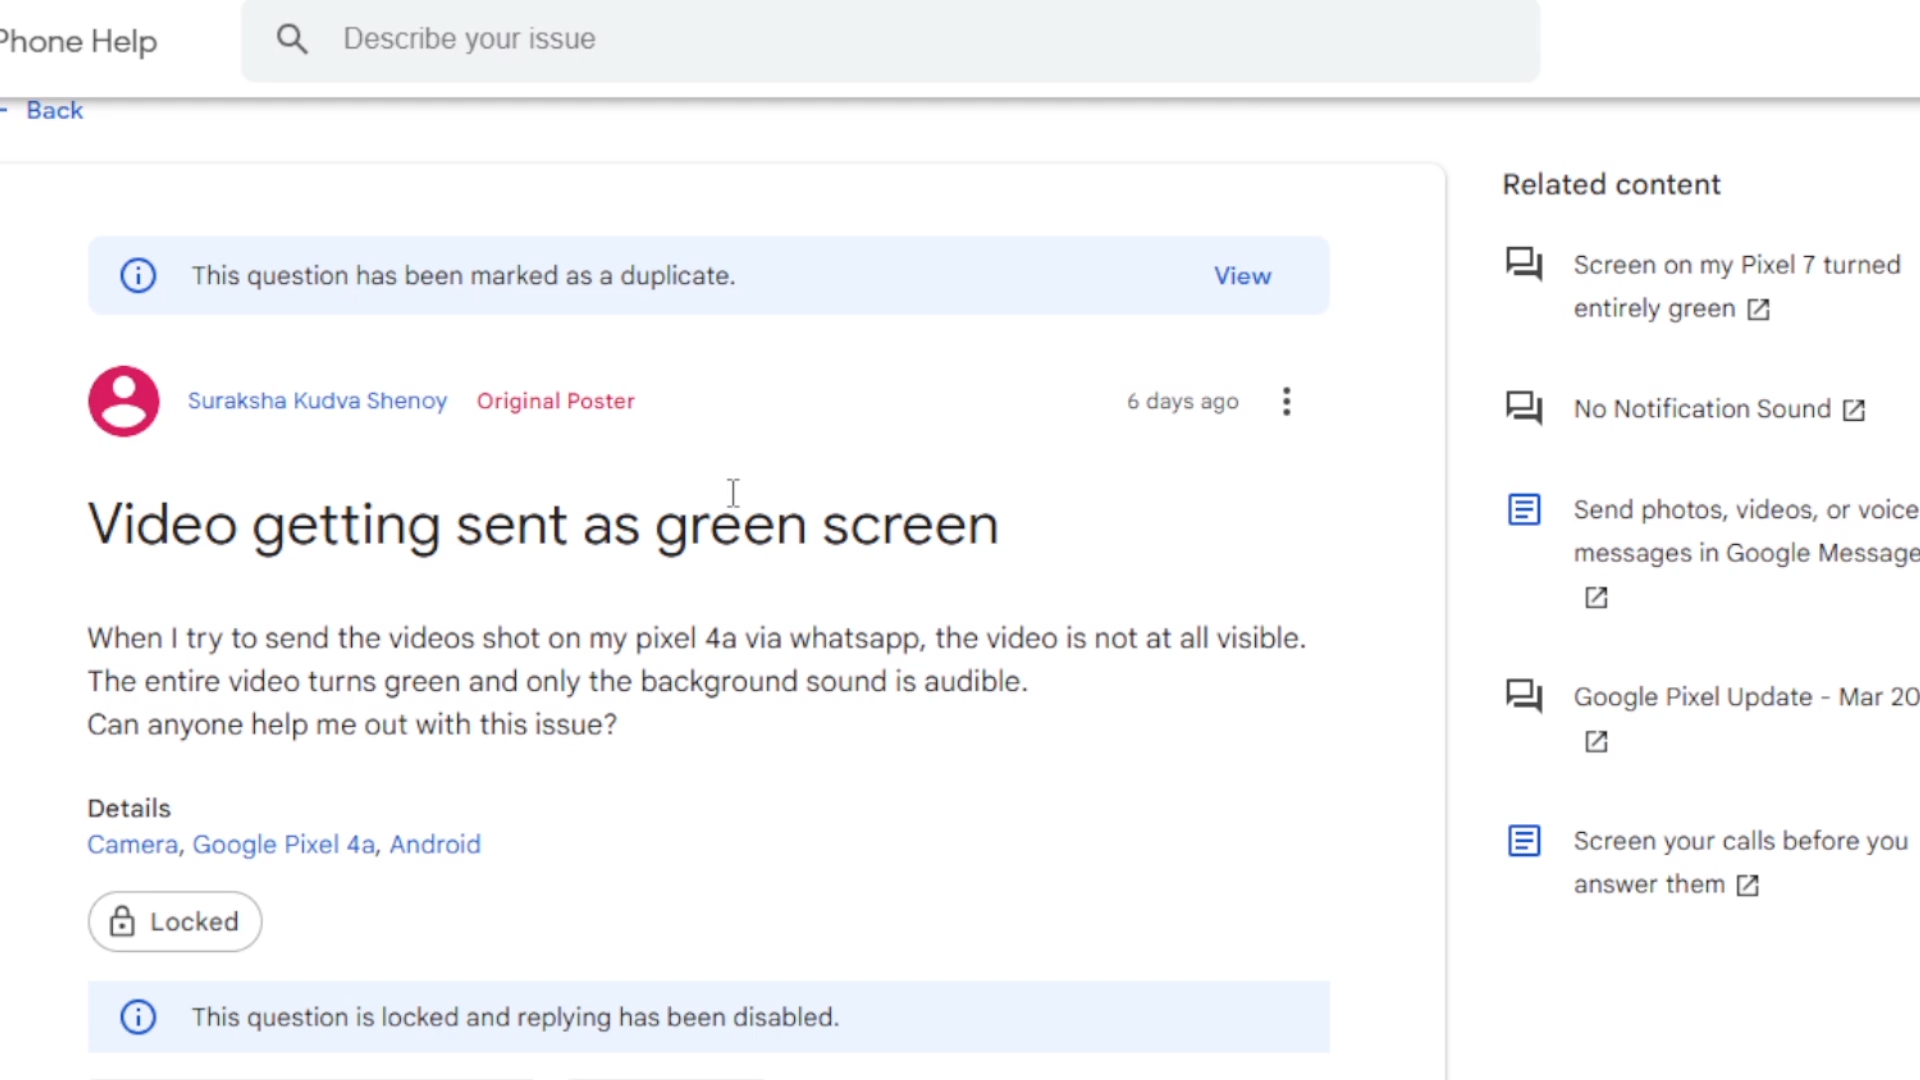 Phone Help
Describe your issue
Back
This question has been marked as a duplicate.
View
Suraksha Kudva Shenoy
Original Poster
6 days ago
Video getting sent as green screen
When I try to send the videos shot on my pixel 4a via whatsapp, the video is not at all visible.
The entire video turns green and only the background sound is audible.
Can anyone help me out with this issue?
Details
Camera, Google Pixel 4a, Android
Locked
This question is locked and replying has been disabled.
Related content
Screen on my Pixel 7 turned
entirely green
No Notification Sound
Send photos, videos, or voice
messages in Google Message
Google Pixel Update - Mar 20
Screen your calls before you
answer them